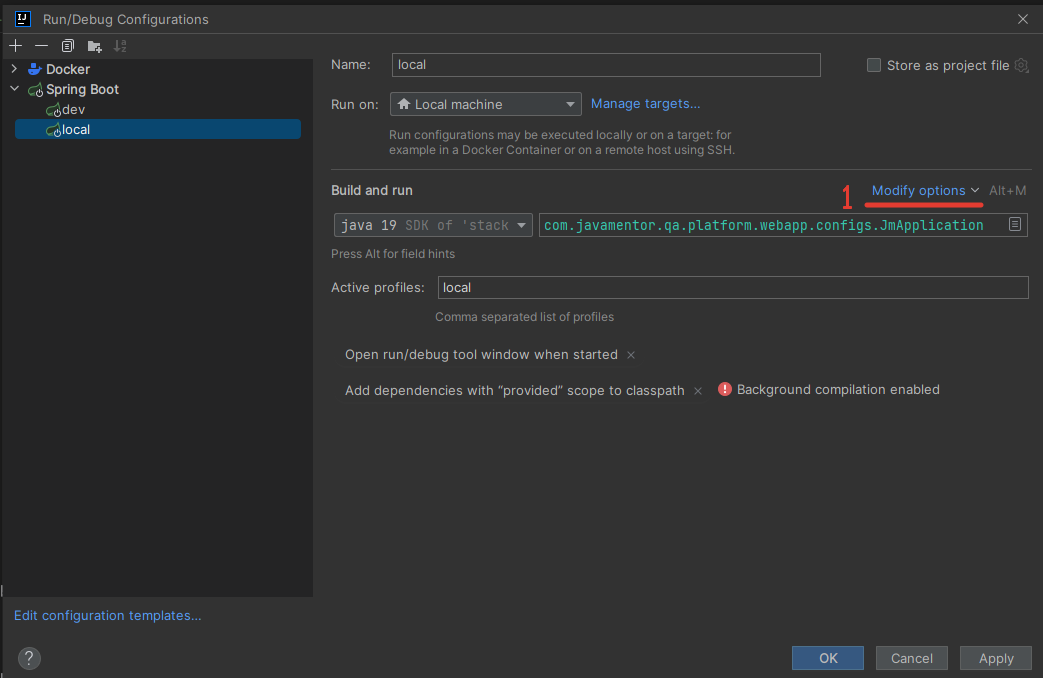 IJ
Run/Debug Configurations
Docker
Spring Boot
dev
local
Edit configuration templates...
?
Name:
local
Store as project file
Run on:
Local machine
Manage targets...
Run configurations may be executed locally or on a target: for
example in a Docker Container or on a remote host using SSH.
Build and run
1
Modify options
Alt+M
java 19 SDK of 'stack
com.javamentor.qa.platform.webapp.configs.JmApplication
Press Alt for field hints
Active profiles:
local
Comma separated list of profiles
Open run/debug tool window when started ×
Add dependencies with “provided” scope to classpath ×
! Background compilation enabled
OK
Cancel
Apply